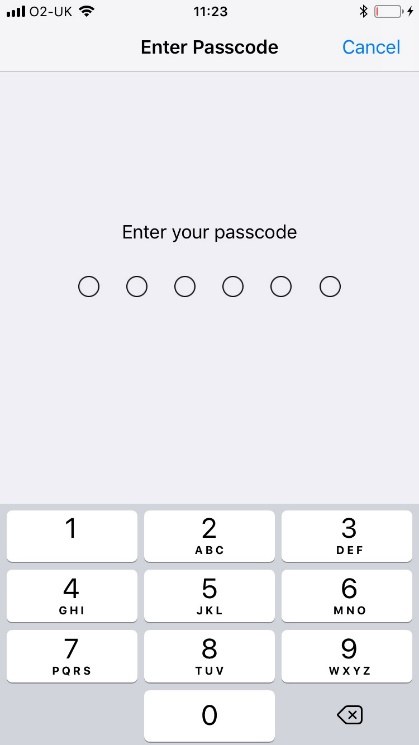 O2-UK 11:23
Enter Passcode Cancel
Enter your passcode
1 2 3
ABC DEF
4 5 6
GHI JKL MNO
7 8 9
PQRS TUV WXYZ
0